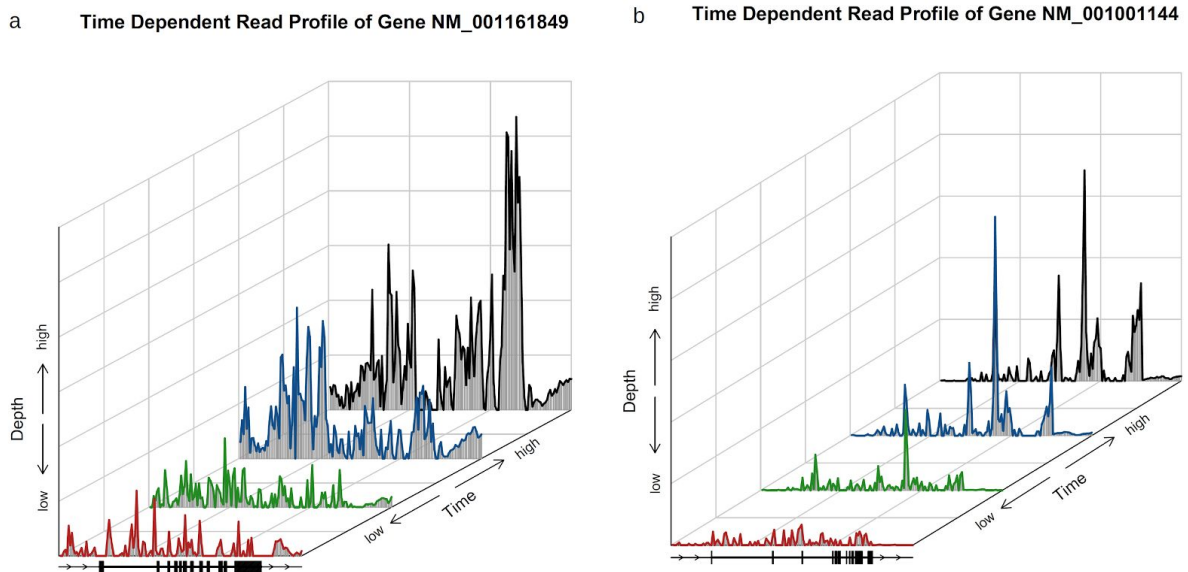 a
Time Dependent Read Profile of Gene NM_001161849
high
Depth
low
high
Time
low
b
Time Dependent Read Profile of Gene NM_001001144
high
Depth
low
high
Time
low